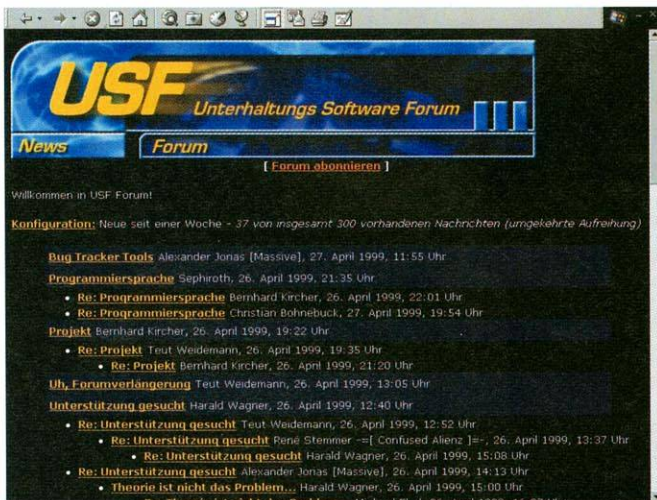 USF
Unterhaltungs Software Forum
News
Forum
[ Forum abonnieren ]
Willkommen in USF Forum!
Konfiguration: Neue seit einer Woche - 37 von insgesamt 300 vorhandenen Nachrichten (umgekehrte Aufreihung)
Bug Tracker Tools Alexander Jonas [Massive], 27. April 1999, 11:55 Uhr
Programmiersprache Sephiroth, 26. April 1999, 21:35 Uhr
• Re: Programmiersprache Bernhard Kircher, 26. April 1999, 22:01 Uhr
• Re: Programmiersprache Christian Bohnebuck, 27. April 1999, 19:54 Uhr
Projekt Bernhard Kircher, 26. April 1999, 19:22 Uhr
• Re: Projekt Teut Weidemann, 26. April 1999, 19:35 Uhr
• Re: Projekt Bernhard Kircher, 26. April 1999, 21:20 Uhr
Uh, Forumverlängerung Teut Weidemann, 26. April 1999, 13:05 Uhr
Unterstützung gesucht Harald Wagner, 26. April 1999, 12:40 Uhr
• Re: Unterstützung gesucht Teut Weidemann, 26. April 1999, 12:52 Uhr
• Re: Unterstützung gesucht René Stemmer -=[ Confused Alienz ]=-, 26. April 1999, 13:37 Uhr
• Re: Unterstützung gesucht Harald Wagner, 26. April 1999, 15:08 Uhr
• Re: Unterstützung gesucht Alexander Jonas [Massive], 26. April 1999, 14:13 Uhr
• Theorie ist nicht das Problem... Harald Wagner, 26. April 1999, 15:00 Uhr